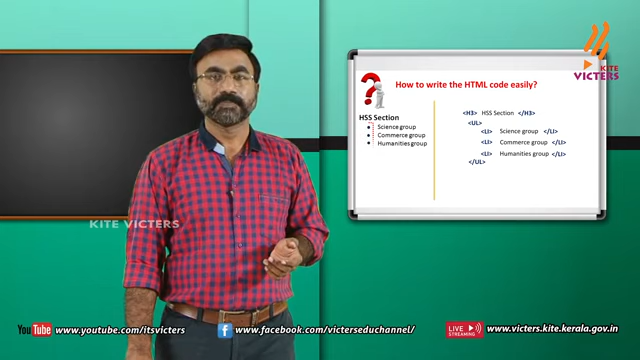 KITE
VICTERS
How to write the HTML code easily?
HSS Section
Science group
Commerce group
Humanities group
<H3> HSS Section </H3>
<UL>
<LI> Science group </LI>
<LI> Commerce group </LI>
<LI> Humanities group </LI>
</UL>
KITE VICTERS
YouTube www.youtube.com/itsvicters
f www.facebook.com/victerseduchannel/
LIVE STREAMING www.victers.kite.kerala.gov.in